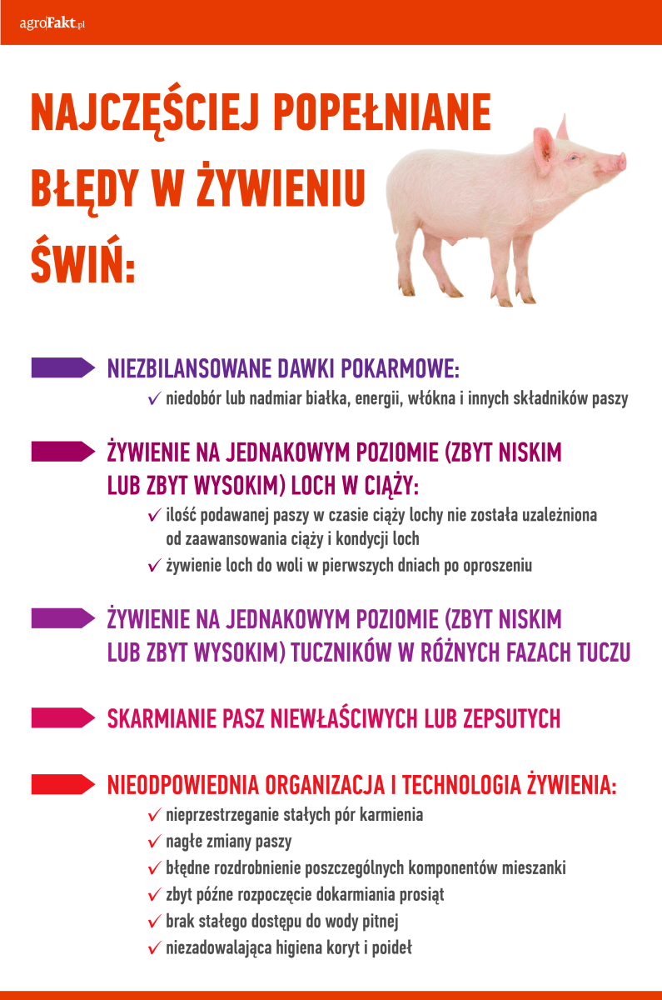 agroFakt.pl
NAJCZĘŚCIEJ POPEŁNIANE
BŁĘDY W ŻYWIENIU
ŚWIŃ:
NIEZBILANSOWANE DAWKI POKARMOWE:
✓ niedobór lub nadmiar białka, energii, włókna i innych składników paszy
ŻYWIENIE NA JEDNAKOWYM POZIOMIE (ZBYT NISKIM
LUB ZBYT WYSOKIM) LOCH W CIĄŻY:
✓ ilość podawanej paszy w czasie ciąży lochy nie została uzależniona
od zaawansowania ciąży i kondycji loch
✓ żywienie loch do woli w pierwszych dniach po oproszeniu
ŻYWIENIE NA JEDNAKOWYM POZIOMIE (ZBYT NISKIM
LUB ZBYT WYSOKIM) TUCZNIKÓW W RÓŻNYCH FAZACH TUCZU
SKARMIANIE PASZ NIEWŁAŚCIWYCH LUB ZEPSUTYCH
NIEODPOWIEDNIA ORGANIZACJA I TECHNOLOGIA ŻYWIENIA:
✓ nieprzestrzeganie stałych pór karmienia
✓ nagłe zmiany paszy
✓ błędne rozdrobnienie poszczególnych komponentów mieszanki
✓ zbyt późne rozpoczęcie dokarmiania prosiąt
✓ brak stałego dostępu do wody pitnej
✓ niezadowalająca higiena koryt i poideł